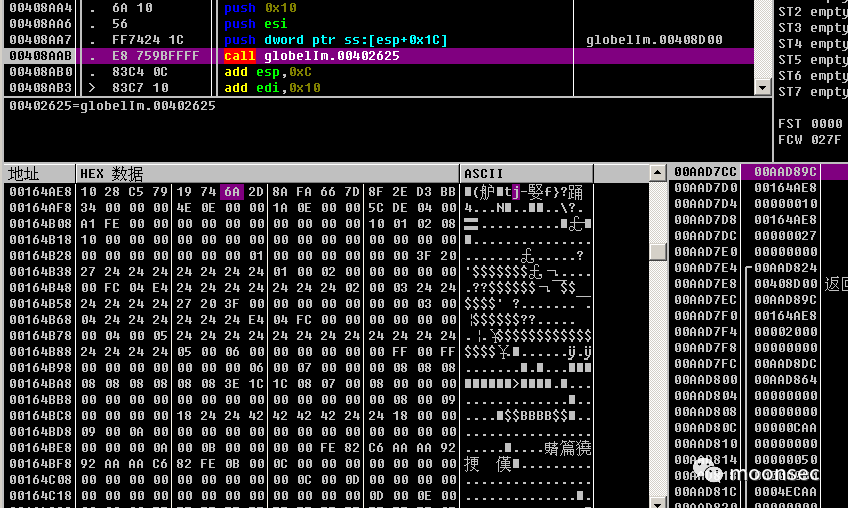 00408AA4 . 6A 10 push 0x10
00408AA6 . 56 push esi
00408AA7 . FF7424 1C push dword ptr ss:[esp+0x1C] globelIm.00408D00
00408AAB . E8 759BFFFF call globelIm.00402625
00408AB0 . 83C4 0C add esp,0xC
00408AB3 > 83C7 10 add edi,0x10
00402625=globelIm.00402625
ST2 empty
ST3 empty
ST4 empty
ST5 empty
ST6 empty
ST7 empty
FST 0000
FCW 027F
地址 HEX 数据 ASCII
00164AE8 10 28 C5 79 19 74 6A 2D 8A FA 66 7D 8F 2E D3 BB
00164AF8 34 00 00 00 4E 0E 00 00 1A 0E 00 00 5C DE 04 00
00164B08 A1 FE 00 00 00 00 00 00 00 00 00 00 10 01 02 08
00164B18 10 00 00 00 00 00 00 00 00 00 00 00 00 00 00 00
00164B28 00 00 00 00 00 00 00 01 00 00 00 00 00 00 3F 20
00164B38 27 24 24 24 24 24 24 24 01 00 02 00 00 00 00 00
00164B48 00 FC 04 E4 24 24 24 24 24 24 02 00 03 24 24
00164B58 24 24 24 24 27 20 3F 00 00 00 00 00 00 00 03 00
00164B68 04 24 24 24 24 24 24 E4 04 FC 00 00 00 00 00
00164B78 00 04 00 05 24 24 24 24 24 24 24 24 24 24 24 24
00164B88 24 24 24 24 05 00 06 00 00 00 00 00 00 FF 00 FF
00164B98 00 00 00 00 00 00 06 00 07 00 00 00 00 08 08 08
00164BA8 08 08 08 08 08 08 3E 1C 1C 08 07 00 08 00 00 00
00164BB8 00 00 00 00 00 00 00 00 00 00 00 00 00 08 00 09
00164BC8 00 00 00 00 18 24 24 42 42 42 42 24 24 18 00 00
00164BD8 09 00 0A 00 00 00 00 00 00 00 00 00 00 00 00 00
00164BE8 00 00 00 00 0A 00 0B 00 00 00 FE 82 C6 AA AA 92
00164BF8 92 AA AA C6 82 FE 0B 00 0C 00 00 00 00 00 00 00
00164C08 00 00 00 00 00 00 00 00 0C 00 0D 00 00 00 00
00164C18 00 00 00 00 00 00 00 00 00 00 00 0D 00 0E 00
00AAD7CC 00AAD89C
00AAD7D0 00164AE8
00AAD7D4 00000010
00AAD7D8 00164AE8
00AAD7DC 00000027
00AAD7E0 00000000
00AAD7E4 00AAD824
00AAD7E8 00408D00 返回
00AAD7EC 00AAD89C
00AAD7F0 00164AE8
00AAD7F4 00002000
00AAD7F8 00000000
00AAD7FC 00AAD8DC
00AAD800 00AAD864
00AAD804 00000000
00AAD808 00000000
00AAD80C 00000CAA
00AAD810 00000000
00AAD814 00000050
00AAD81C 0004ECAA
moonsec